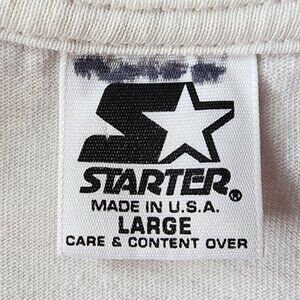 STARTER®
MADE IN U.S.A.
LARGE
CARE & CONTENT OVER